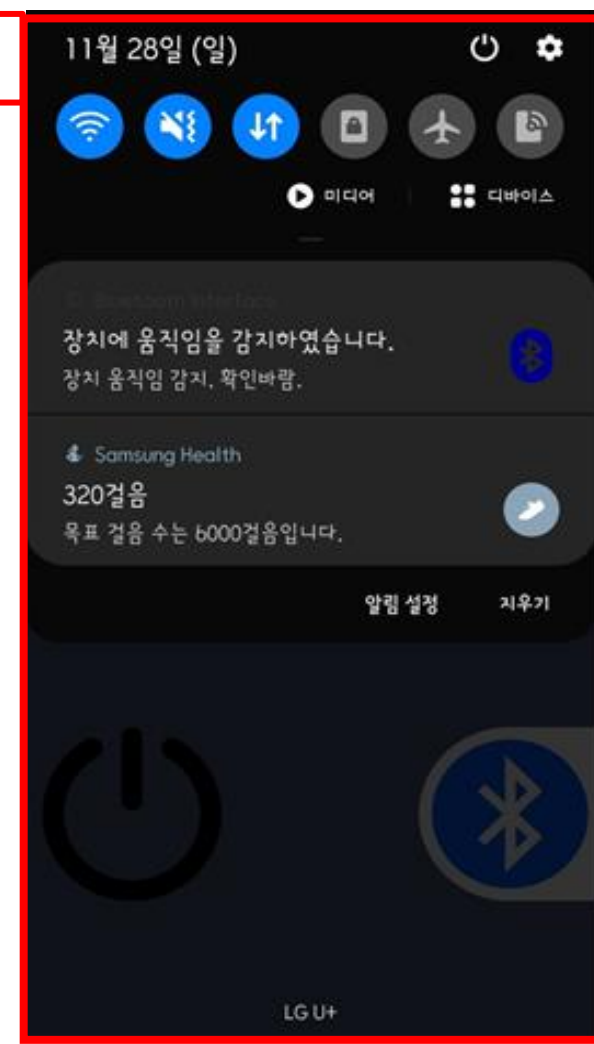 11월 28일 (일)
미디어
디바이스
Bluetooth Interface
장치에 움직임을 감지하였습니다.
장치 움직임 감지, 확인바람.
Samsung Health
320걸음
목표 걸음 수는 6000걸음입니다.
알림 설정
지우기
LG U+